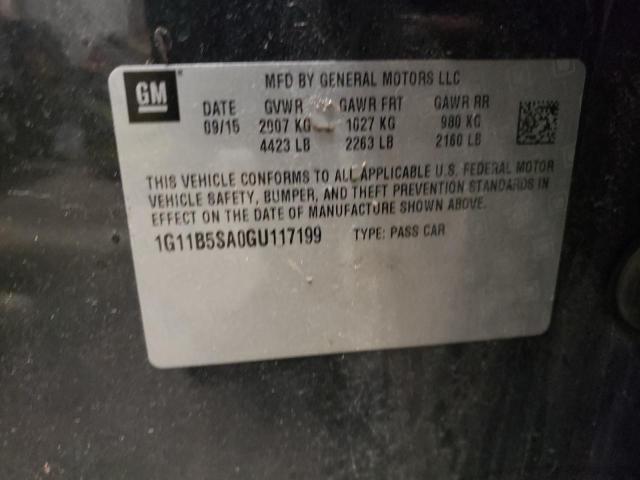 GM
MFD BY GENERAL MOTORS LLC
DATE GVWR GAWR FRT GAWR RR
09/15 2007 KG 1027 KG 980 KG
4423 LB 2263 LB 2160 LB
THIS VEHICLE CONFORMS TO ALL APPLICABLE U.S. FEDERAL MOTOR
VEHICLE SAFETY, BUMPER, AND THEFT PREVENTION STANDARDS IN
EFFECT ON THE DATE OF MANUFACTURE SHOWN ABOVE.
1G11B5SA0GU117199 TYPE: PASS CAR